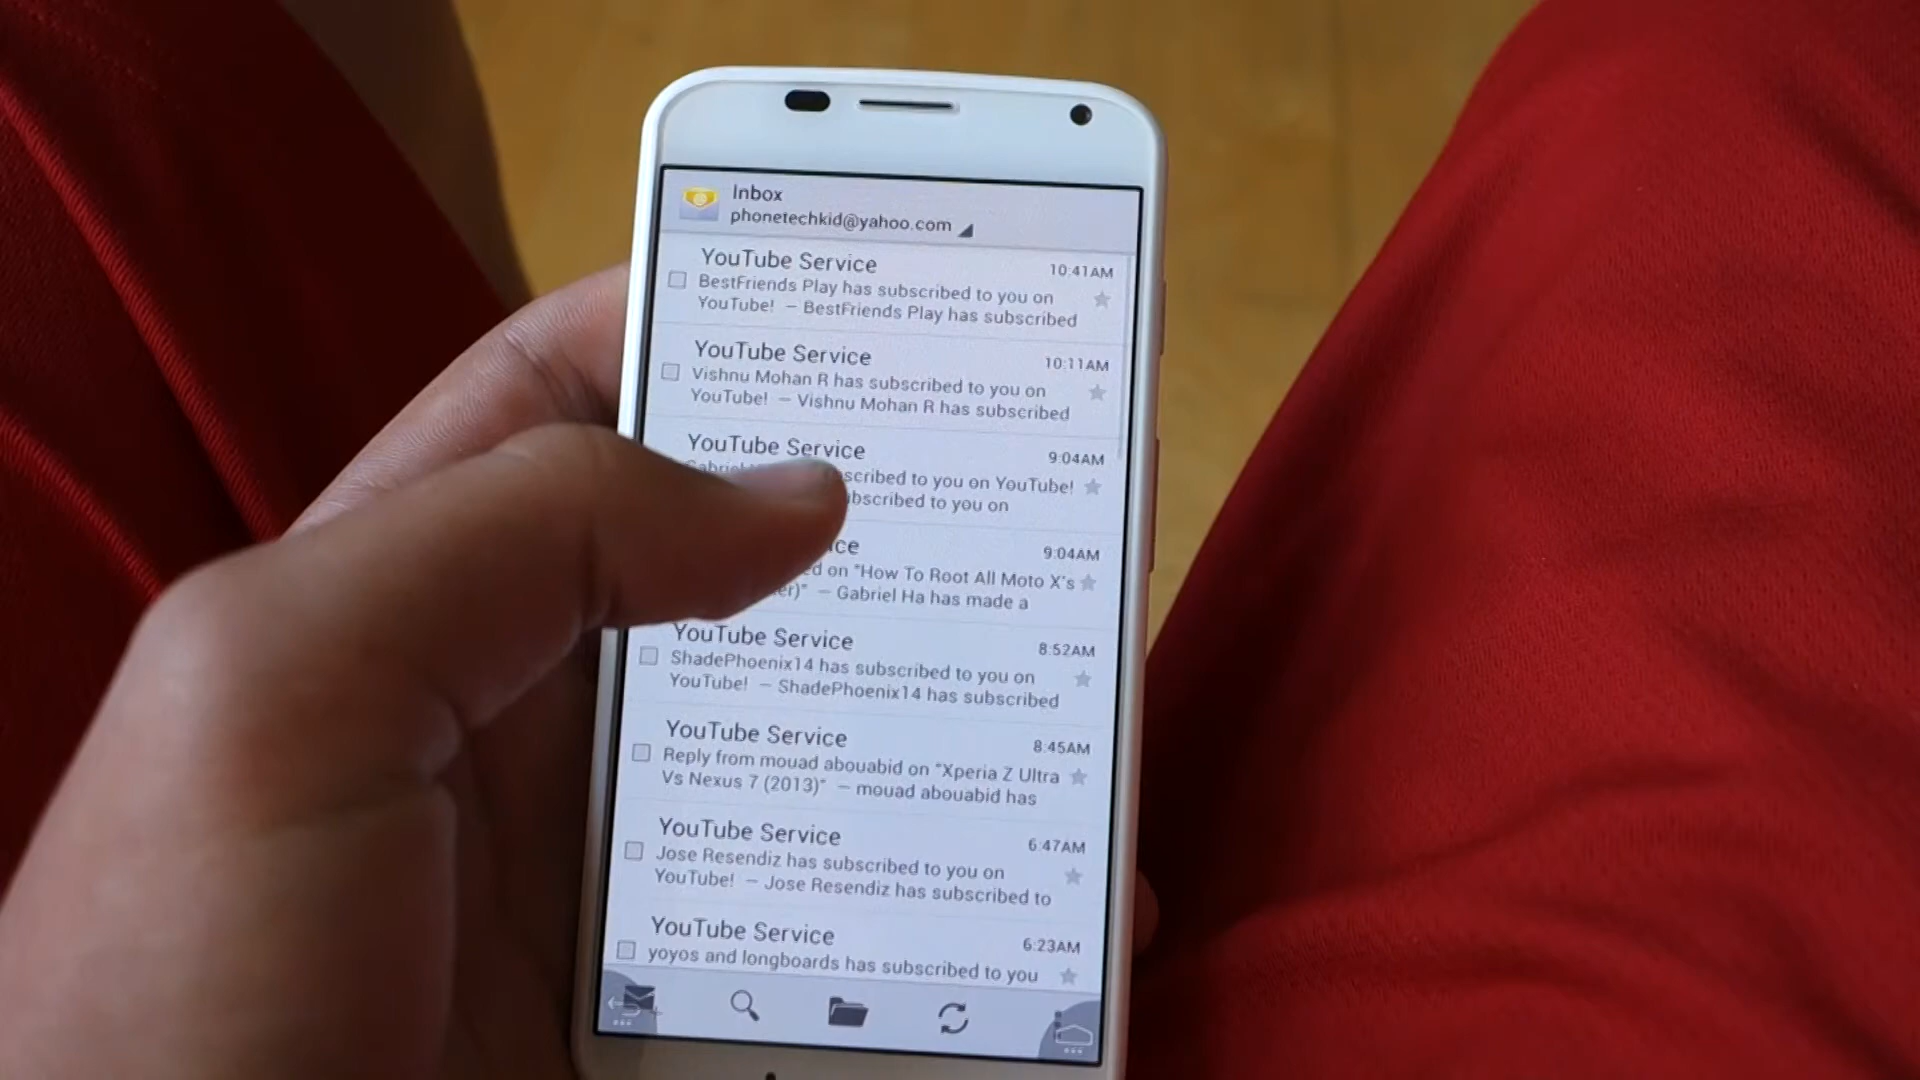 Inbox
phonetechkid@yahoo.com
YouTube Service
10:41AM
BestFriends Play has subscribed to you on
YouTube! – BestFriends Play has subscribed
YouTube Service
10:11AM
Vishnu Mohan R has subscribed to you on
YouTube! – Vishnu Mohan R has subscribed
YouTube Service
9:04AM
to you on YouTube!
to you on
9:04AM
on "How To Root All Moto X's
– Gabriel Ha has made a
YouTube Service
8:52AM
ShadePhoenix14 has subscribed to you on
YouTube! – ShadePhoenix14 has subscribed
YouTube Service
8:45AM
Reply from mouad abouabid on "Xperia Z Ultra
Vs Nexus 7 (2013)" – mouad abouabid has
YouTube Service
6:47AM
Jose Resendiz has subscribed to you on
YouTube! – Jose Resendiz has subscribed to
YouTube Service
6:23AM
yoyos and longboards has subscribed to you